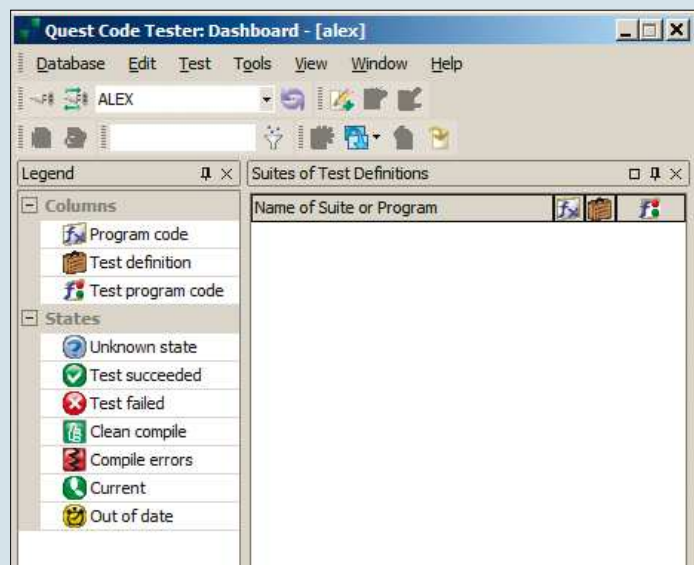 Quest Code Tester: Dashboard - [alex]
Database Edit Test Tools View Window Help
ALEX
Legend
Suites of Test Definitions
Columns
Name of Suite or Program
Program code
Test definition
Test program code
States
Unknown state
Test succeeded
Test failed
Clean compile
Compile errors
Current
Out of date